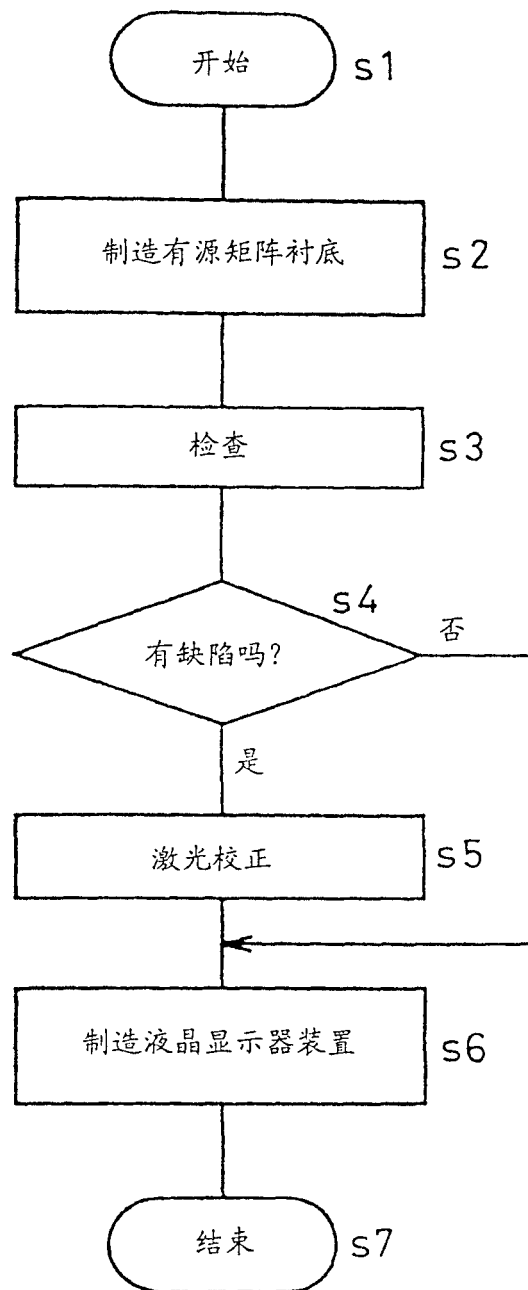 开始 s1
制造有源矩阵衬底 s2
检查 s3
s4
有缺陷吗? 否
是
激光校正 s5
制造液晶显示器装置 s6
结束 s7